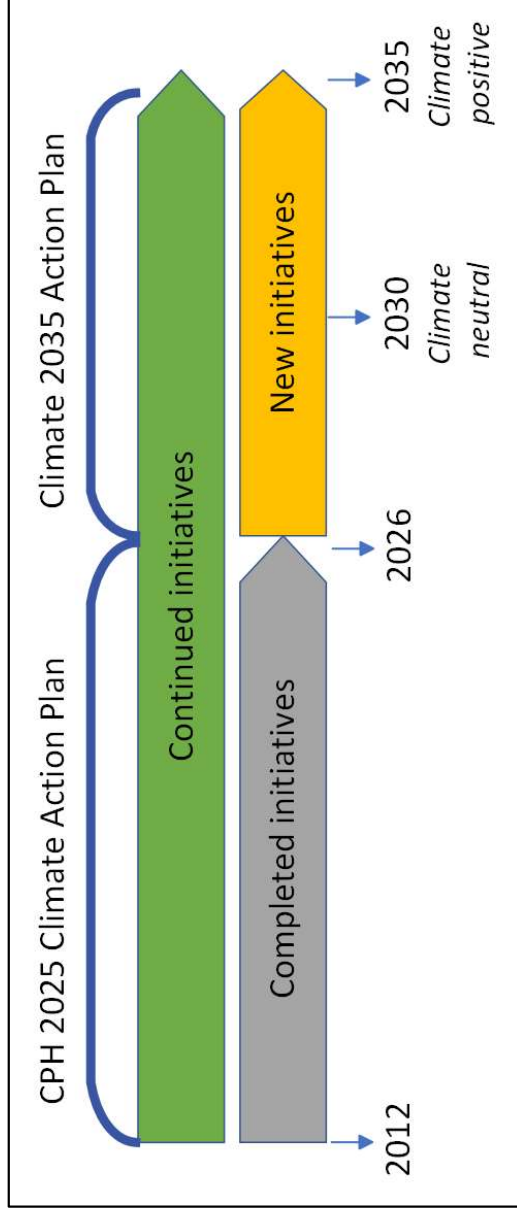 CPH 2025 Climate Action Plan
Climate 2035 Action Plan
Continued initiatives
Completed initiatives
New initiatives
2012
2026
2030
Climate
neutral
2035
Climate
positive